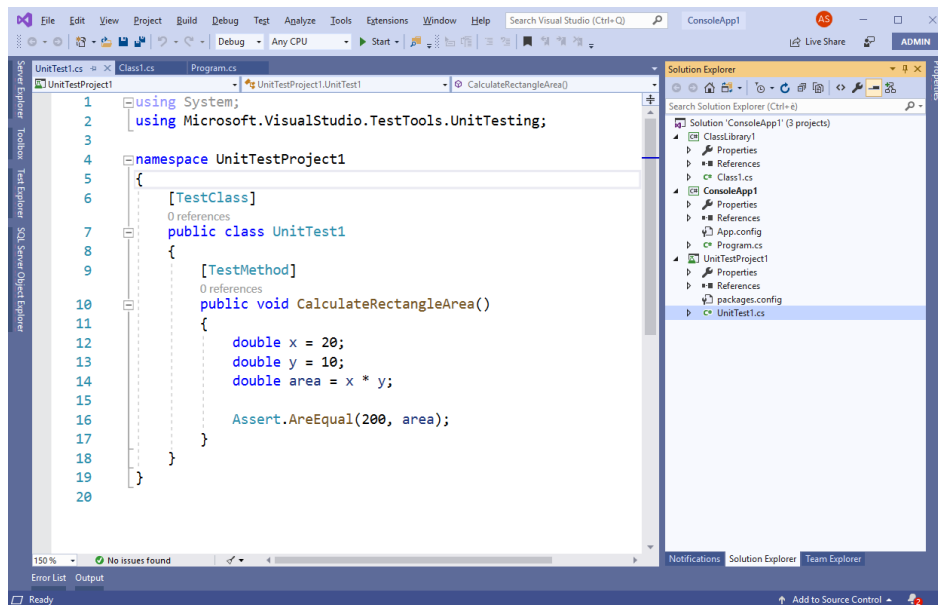 File Edit View Project Build Debug Test Analyze Tools Extensions Window Help Search Visual Studio (Ctrl+Q) ConsoleApp1 AS
Debug Any CPU Start Live Share ADMIN
Server Explorer
Toolbox
Test Explorer
SQL Server Object Explorer
UnitTest1.cs Class1.cs Program.cs
UnitTestProject1 UnitTestProject1.UnitTest1 CalculateRectangleArea()
1 using System;
2 using Microsoft.VisualStudio.TestTools.UnitTesting;
3
4 namespace UnitTestProject1
5 {
6 [TestClass]
0 references
7 public class UnitTest1
8 {
9 [TestMethod]
0 references
10 public void CalculateRectangleArea()
11 {
12 double x = 20;
13 double y = 10;
14 double area = x * y;
15
16 Assert.AreEqual(200, area);
17 }
18 }
19 }
20
150 % No issues found
Error List Output
Ready
Solution Explorer
Search Solution Explorer (Ctrl+è)
Solution 'ConsoleApp1' (3 projects)
ClassLibrary1
Properties
References
C# Class1.cs
ConsoleApp1
Properties
References
App.config
C# Program.cs
UnitTestProject1
Properties
References
packages.config
C# UnitTest1.cs
Notifications Solution Explorer Team Explorer
Properties
Add to Source Control 2